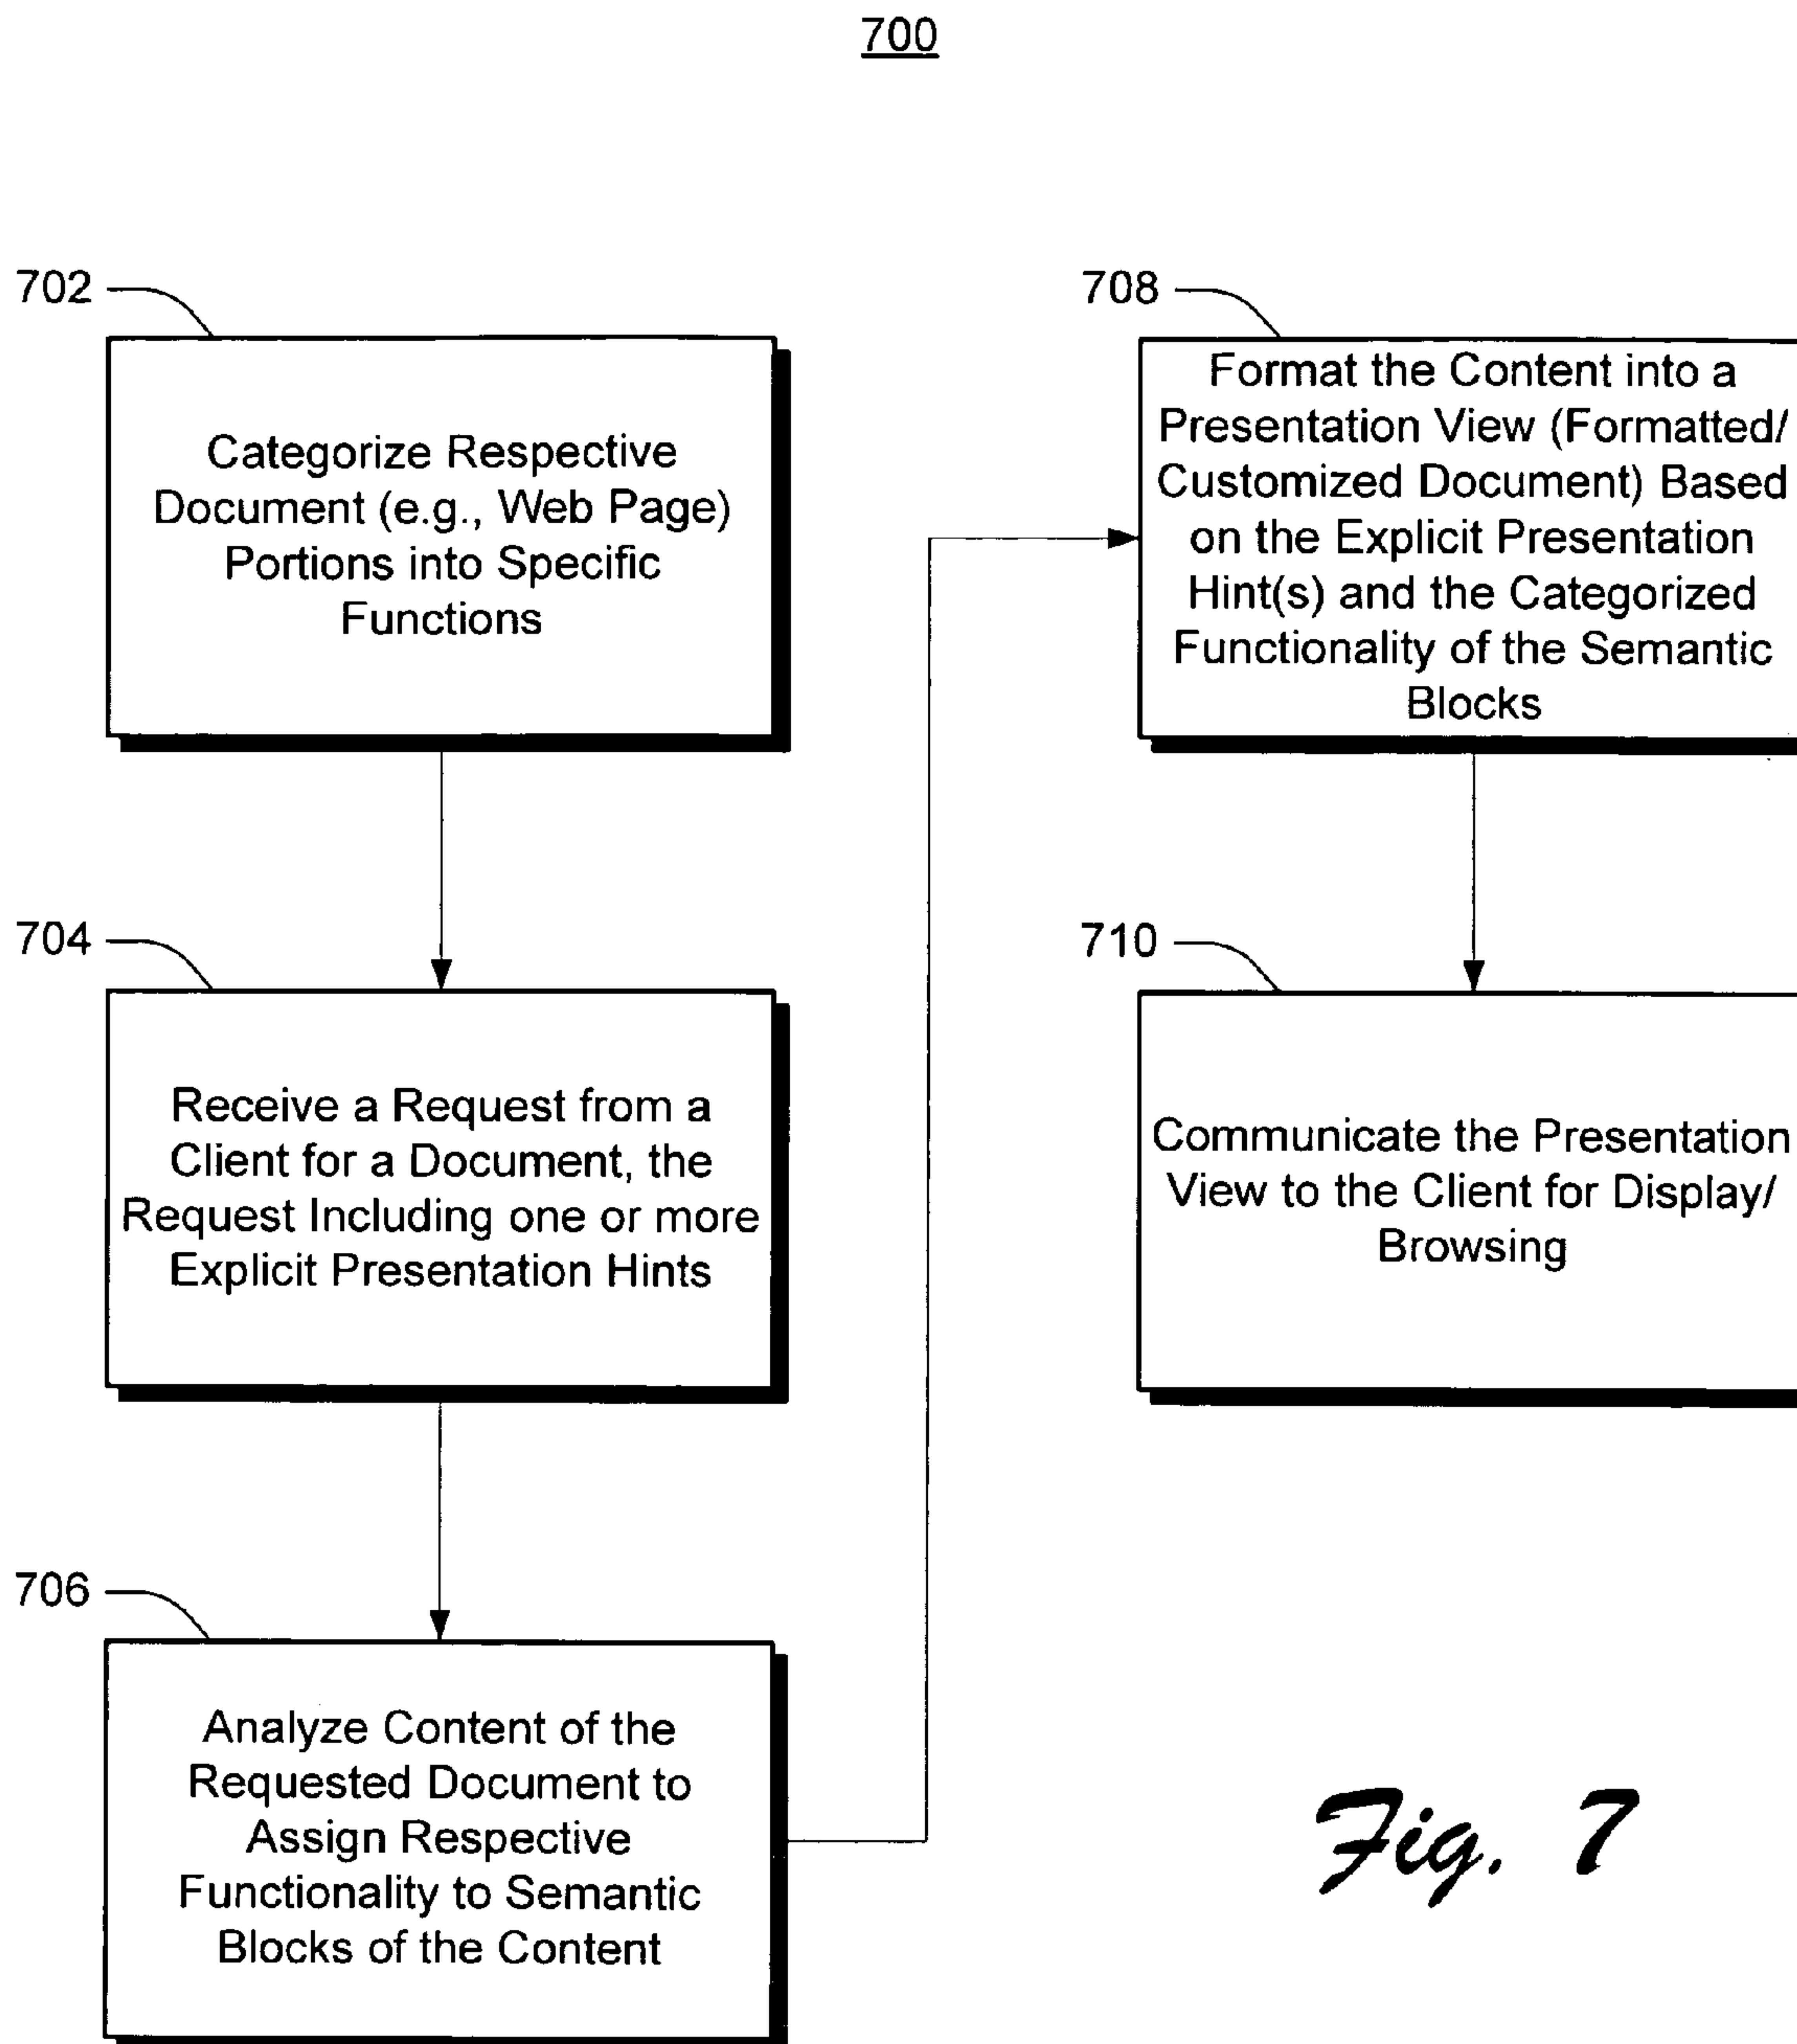 700
702
Categorize Respective
Document (e.g., Web Page)
Portions into Specific
Functions
704
Receive a Request from a
Client for a Document, the
Request Including one or more
Explicit Presentation Hints
706
Analyze Content of the
Requested Document to
Assign Respective
Functionality to Semantic
Blocks of the Content
708
Format the Content into a
Presentation View (Formatted/
Customized Document) Based
on the Explicit Presentation
Hint(s) and the Categorized
Functionality of the Semantic
Blocks
710
Communicate the Presentation
View to the Client for Display/
Browsing
Fig. 7